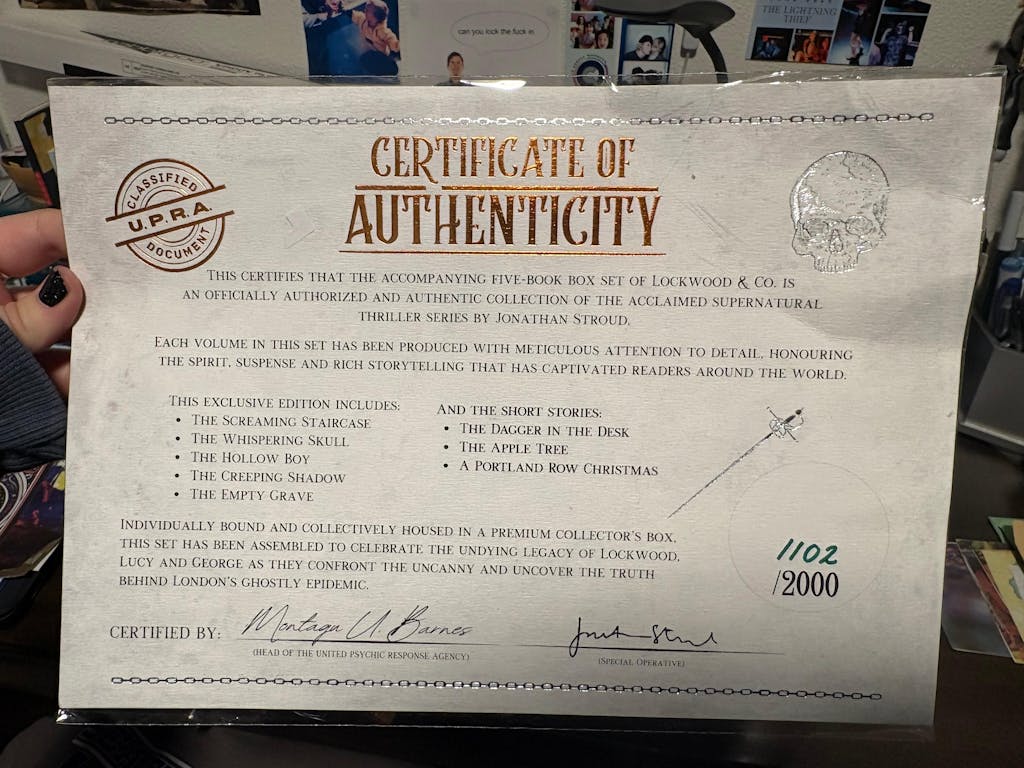 can you lock the fuck in.
THE LIGHTNING
THIEF
CERTIFICATE OF
AUTHENTICITY
CLASSIFIED
U.P.R.A.
DOCUMENT
THIS CERTIFIES THAT THE ACCOMPANYING FIVE-BOOK BOX SET OF LOCKWOOD & CO. IS
AN OFFICIALLY AUTHORIZED AND AUTHENTIC COLLECTION OF THE ACCLAIMED SUPERNATURAL
THRILLER SERIES BY JONATHAN STROUD.
EACH VOLUME IN THIS SET HAS BEEN PRODUCED WITH METICULOUS ATTENTION TO DETAIL, HONOURING
THE SPIRIT, SUSPENSE AND RICH STORYTELLING THAT HAS CAPTIVATED READERS AROUND THE WORLD.
THIS EXCLUSIVE EDITION INCLUDES:
• THE SCREAMING STAIRCASE
• THE WHISPERING SKULL
• THE HOLLOW BOY
• THE CREEPING SHADOW
• THE EMPTY GRAVE
AND THE SHORT STORIES:
• THE DAGGER IN THE DESK
• THE APPLE TREE
• A PORTLAND ROW CHRISTMAS
INDIVIDUALLY BOUND AND COLLECTIVELY HOUSED IN A PREMIUM COLLECTOR'S BOX,
THIS SET HAS BEEN ASSEMBLED TO CELEBRATE THE UNDYING LEGACY OF LOCKWOOD,
LUCY AND GEORGE AS THEY CONFRONT THE UNCANNY AND UNCOVER THE TRUTH
BEHIND LONDON'S GHOSTLY EPIDEMIC.
1102
/2000
CERTIFIED BY: Montagu U. Barnes
(HEAD OF THE UNITED PSYCHIC RESPONSE AGENCY)
(SPECIAL OPERATIVE)